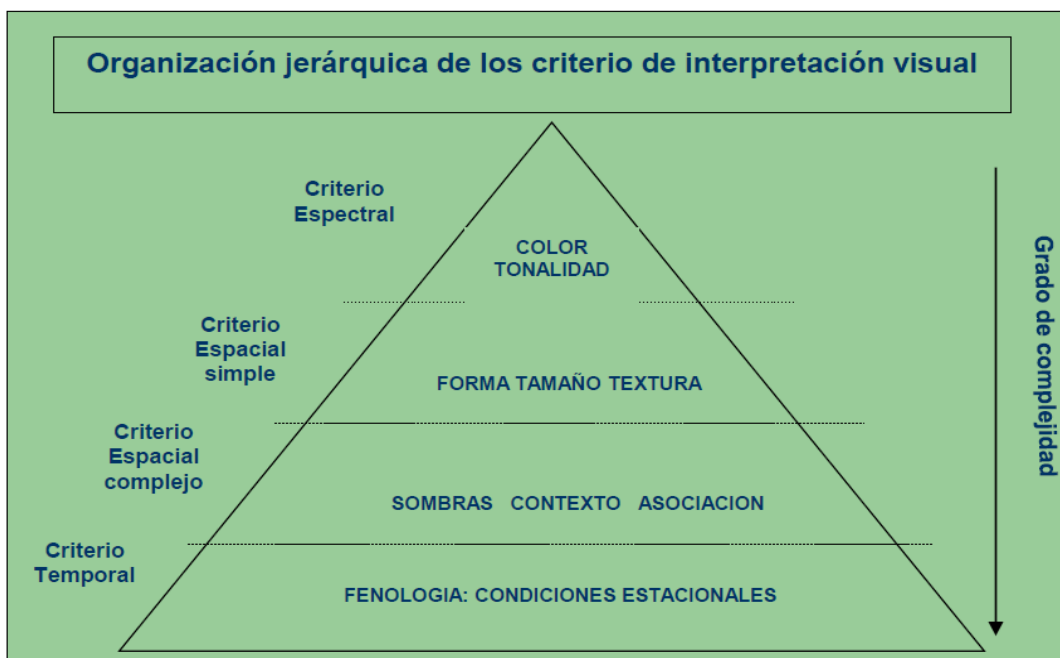 Organización jerárquica de los criterio de interpretación visual
Criterio
Espectral
COLOR
TONALIDAD
Criterio
Espacial
simple
FORMA TAMAÑO TEXTURA
Criterio
Espacial
complejo
SOMBRAS CONTEXTO ASOCIACION
Criterio
Temporal
FENOLOGIA: CONDICIONES ESTACIONALES
Grado de complejidad